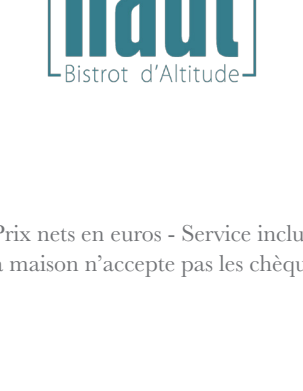 haut
Bistrot d'Altitude
Prix nets en euros - Service inclu
a maison n'accepte pas les chèqu